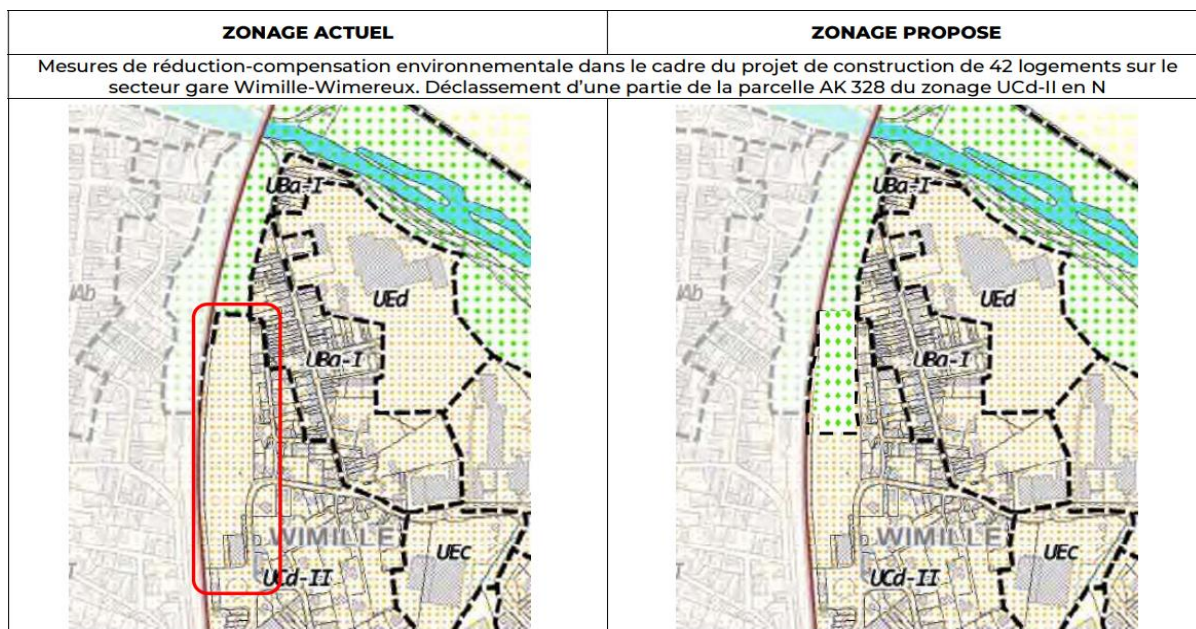 ZONAGE ACTUEL
ZONAGE PROPOSE
Mesures de réduction-compensation environnementale dans le cadre du projet de construction de 42 logements sur le
secteur gare Wimille-Wimereux. Déclassement d'une partie de la parcelle AK 328 du zonage UCd-II en N
UBa-I
UEd
UBa-I
WIMILLE
UEc
UCd-II
UBa-I
UEd
UBa-I
WIMILLE
UEc
UCd-II